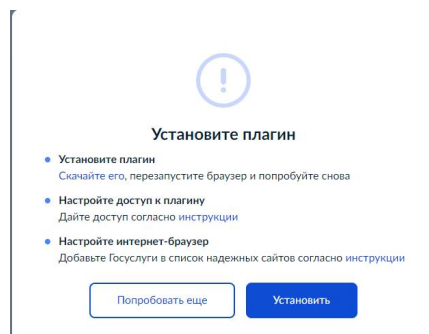 Установите плагин
Установите плагин
Скачайте его, перезапустите браузер и попробуйте снова
Настройте доступ к плагину
Дайте доступ согласно инструкции
Настройте интернет-браузер
Добавьте Госуслуги в список надежных сайтов согласно инструкции
Попробовать еще
Установить